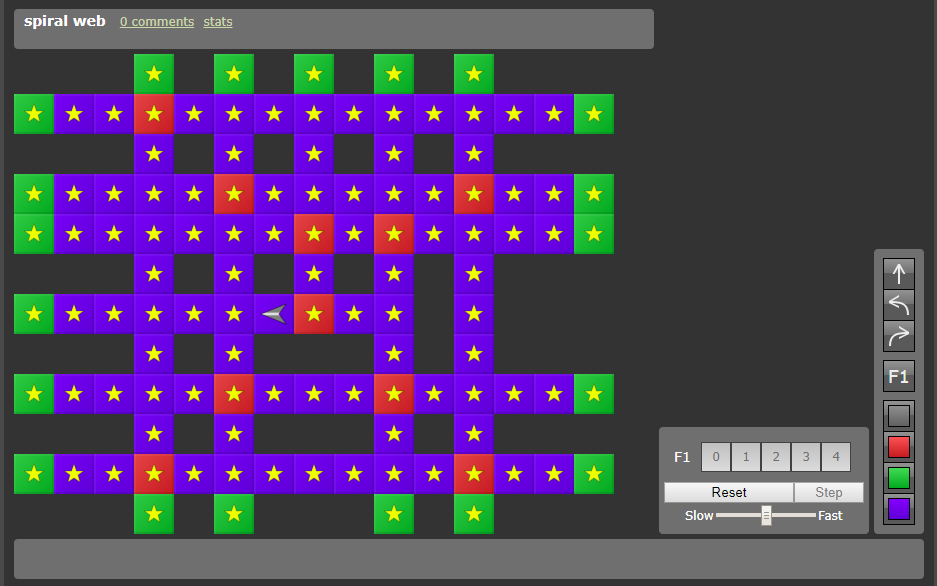 spiral web 0 comments stats
F1
F1 0 1 2 3 4
Reset Step
Slow Fast